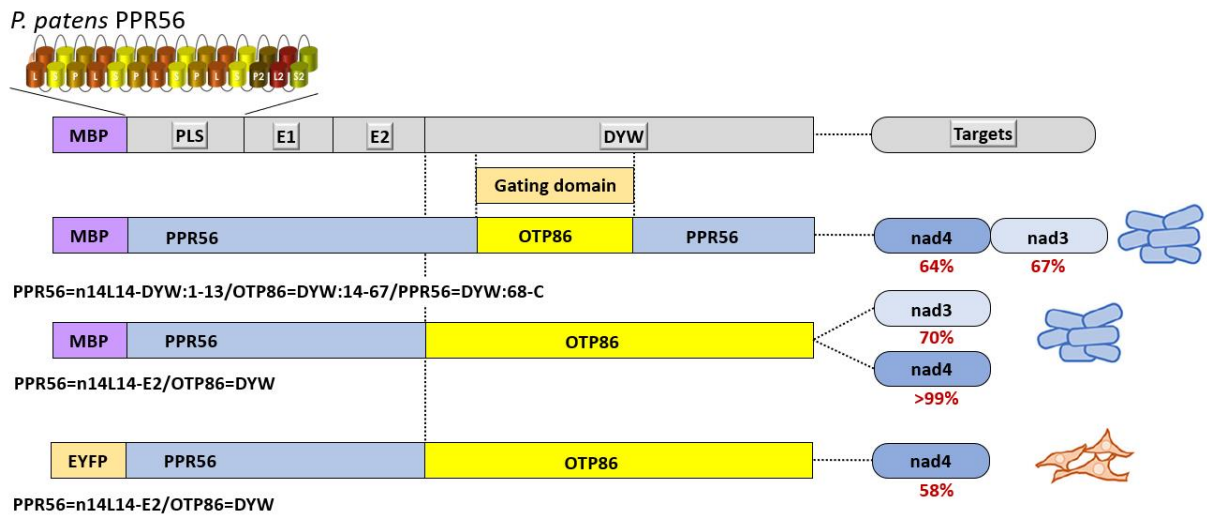 P. patens PPR56
L S P L S P L S P L S P2 L2 S2
MBP PLS E1 E2 DYW Targets
Gating domain
MBP PPR56 OTP86 PPR56 nad4 nad3
64% 67%
PPR56=n14L14-DYW:1-13/OTP86=DYW:14-67/PPR56=DYW:68-C
nad3
70%
MBP PPR56 OTP86
nad4
>99%
PPR56=n14L14-E2/OTP86=DYW
EYFP PPR56 OTP86 nad4
58%
PPR56=n14L14-E2/OTP86=DYW